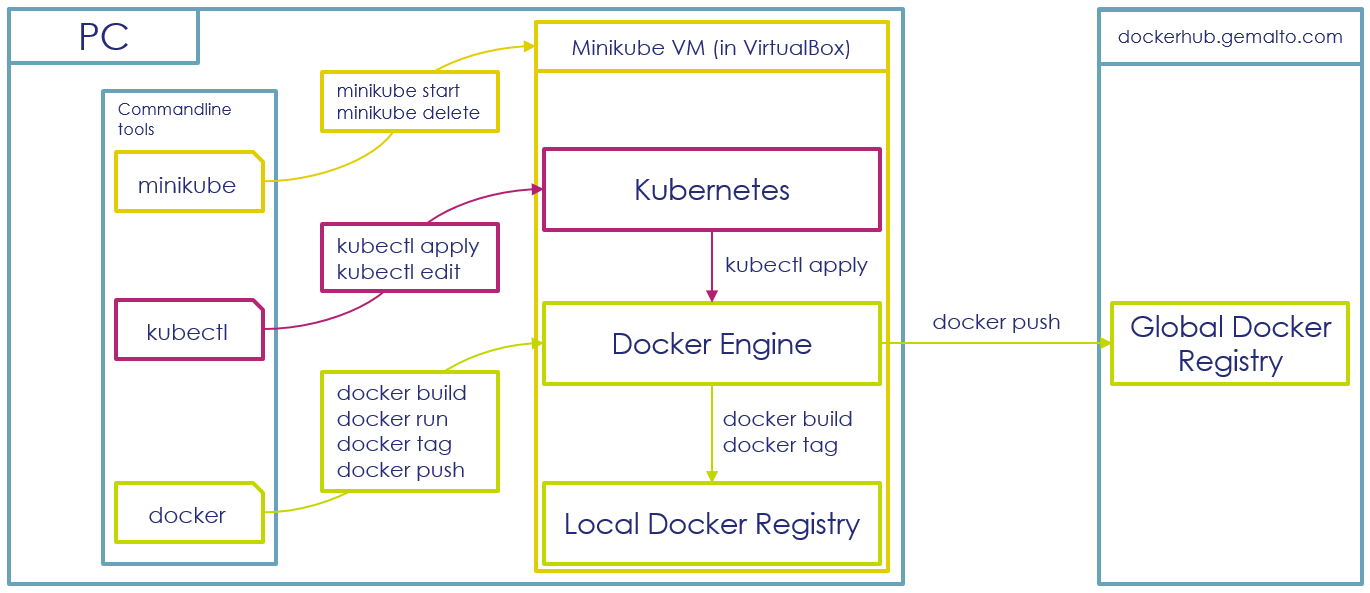 PC
Commandline
tools
minikube
kubectl
docker
minikube start
minikube delete
kubectl apply
kubectl edit
docker build
docker run
docker tag
docker push
Minikube VM (in VirtualBox)
Kubernetes
kubectl apply
Docker Engine
docker build
docker tag
Local Docker Registry
docker push
dockerhub.gemalto.com
Global Docker
Registry